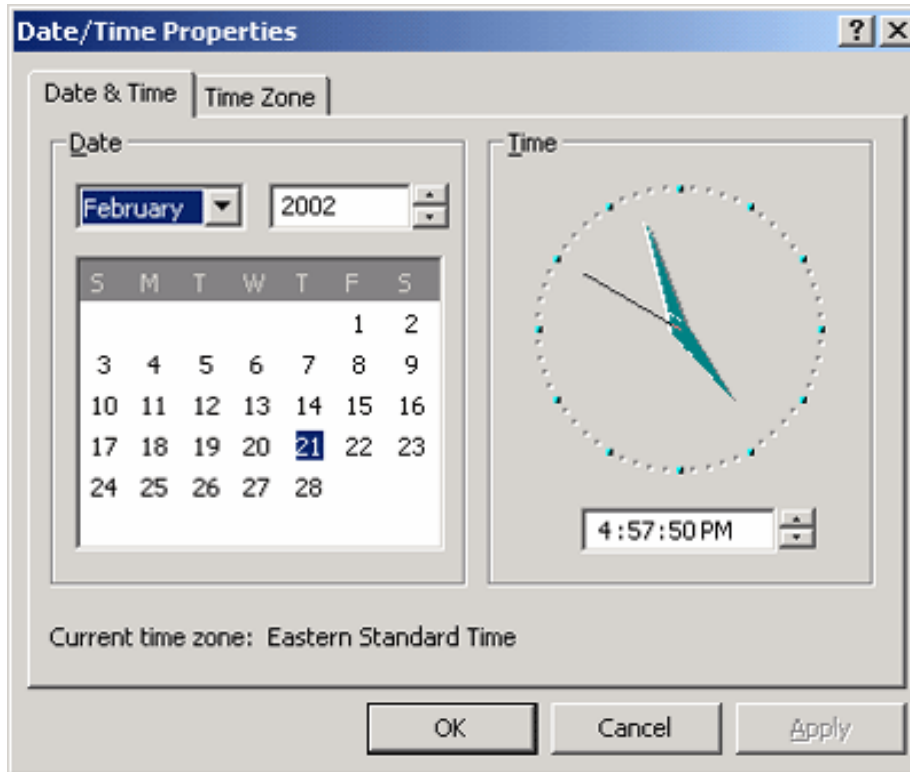 Date/Time Properties
Date & Time Time Zone
Date
February 2002
S M T W T F S
1 2
3 4 5 6 7 8 9
10 11 12 13 14 15 16
17 18 19 20 21 22 23
24 25 26 27 28
Time
4:57:50 PM
Current time zone: Eastern Standard Time
OK Cancel Apply